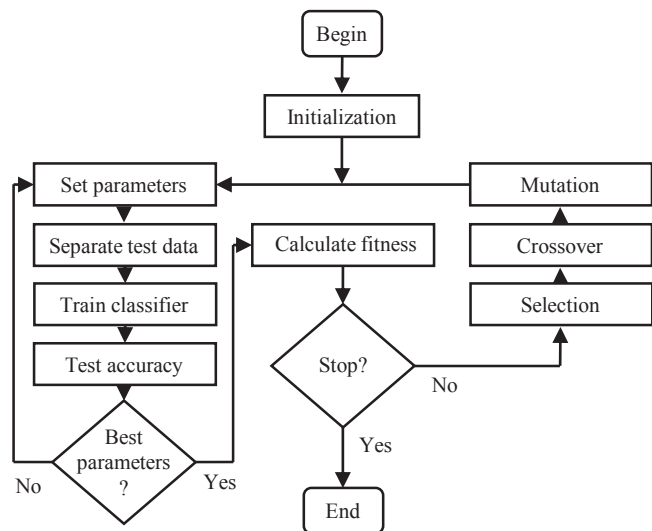 Begin
Initialization
Set parameters
Mutation
Separate test data
Calculate fitness
Crossover
Train classifier
Selection
Test accuracy
Stop?
No
Best
parameters
?
No
Yes
Yes
End